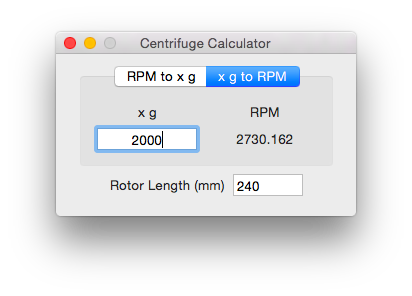 Centrifuge Calculator
RPM to x g x g to RPM
x g RPM
2000 2730.162
Rotor Length (mm) 240